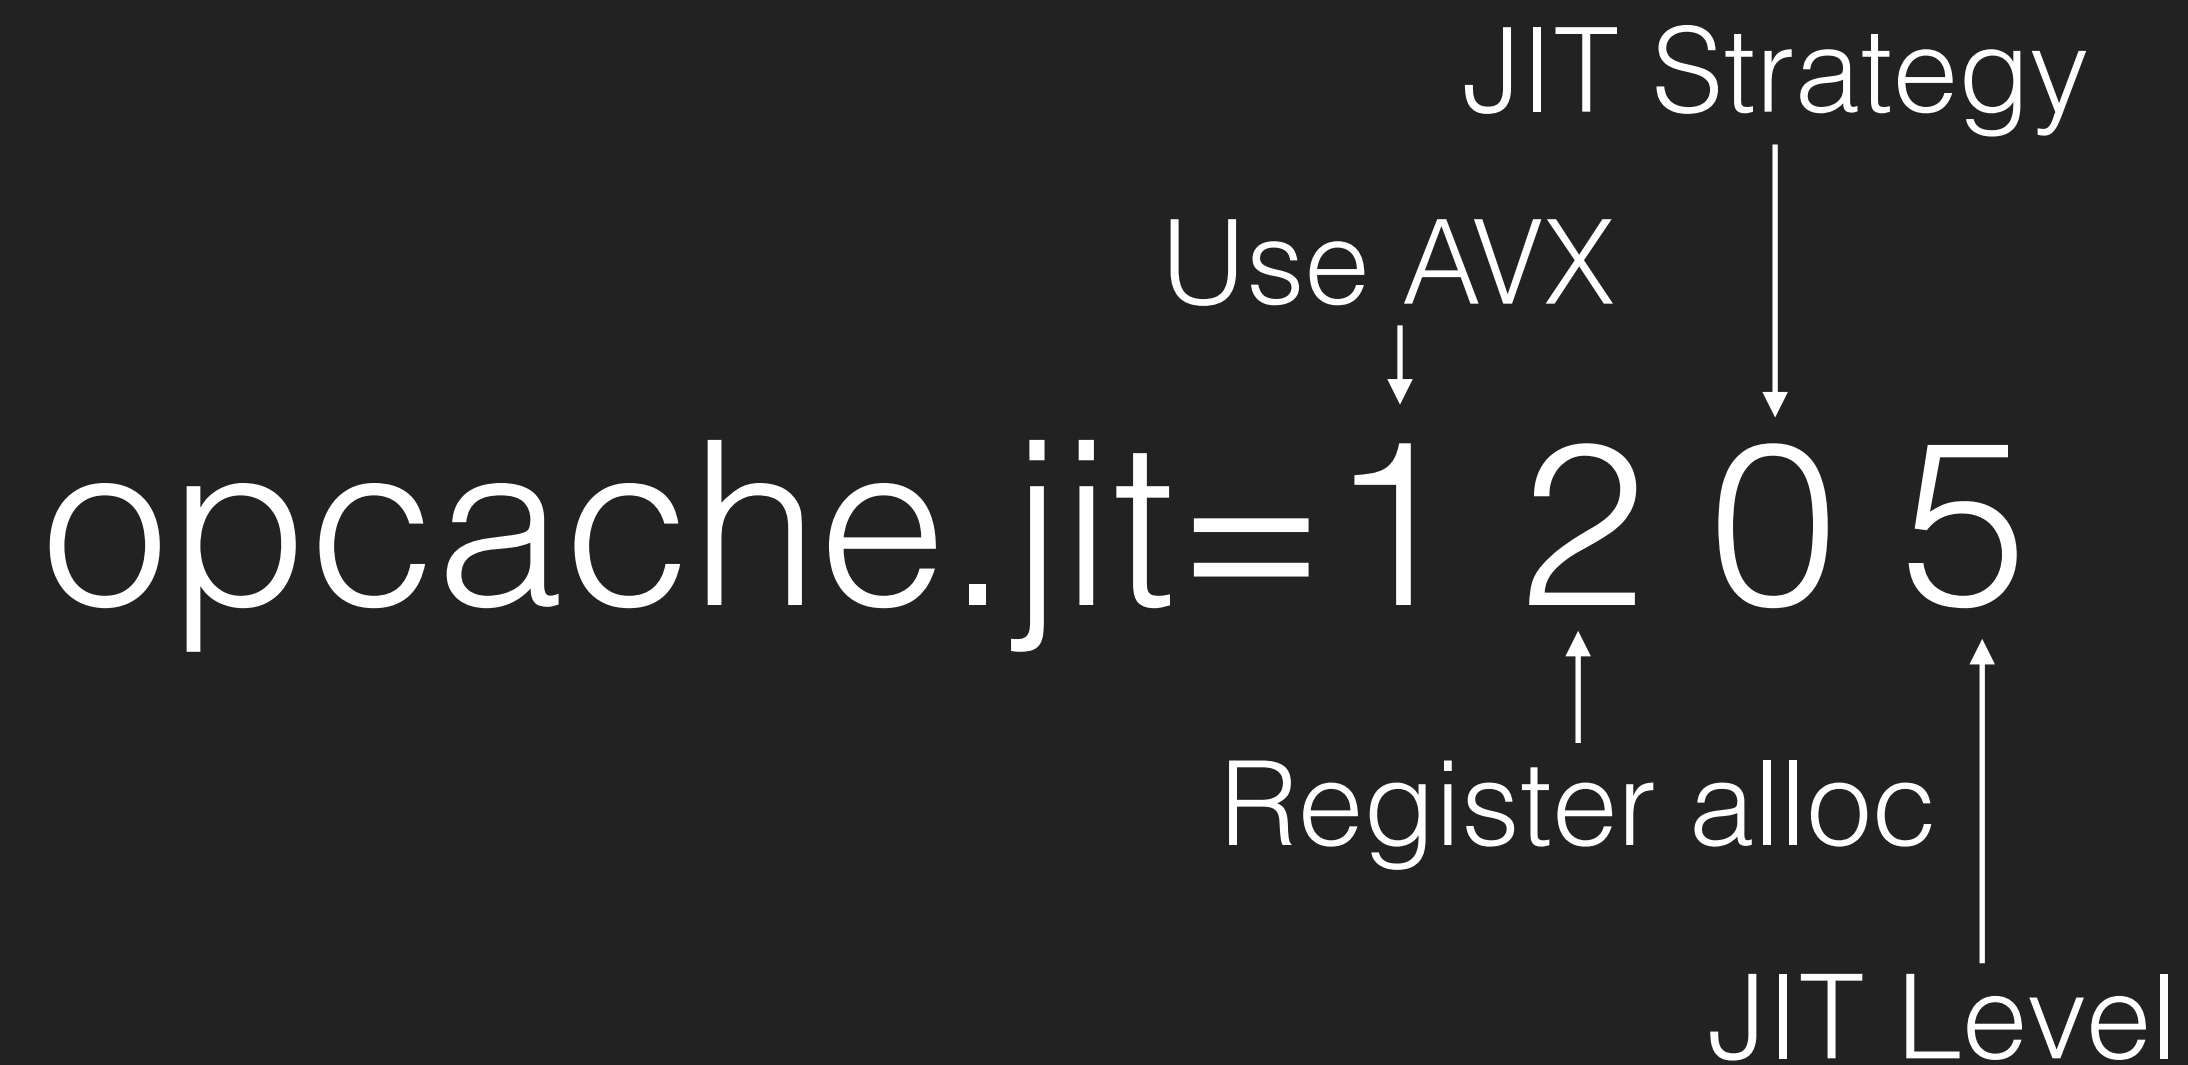 JIT Strategy
Use AVX
opcache.jit=1 2 0 5
Register alloc
JIT Level